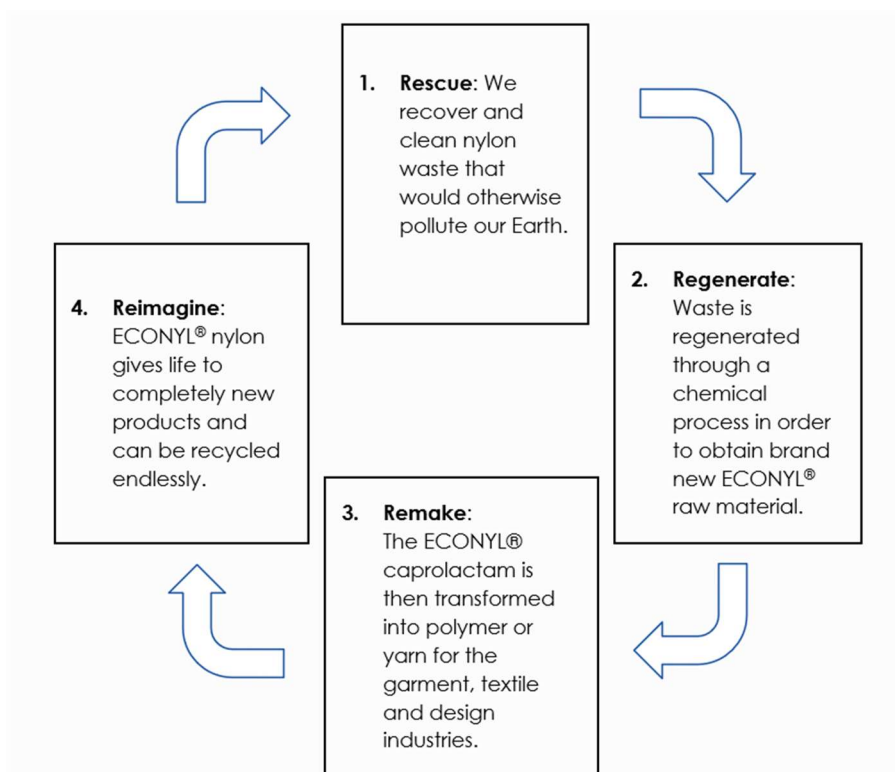 1. Rescue: We
recover and
clean nylon
waste that
would otherwise
pollute our Earth.
2. Regenerate:
Waste is
regenerated
through a
chemical
process in order
to obtain brand
new ECONYL®
raw material.
3. Remake:
The ECONYL®
caprolactam is
then transformed
into polymer or
yarn for the
garment, textile
and design
industries.
4. Reimagine:
ECONYL® nylon
gives life to
completely new
products and
can be recycled
endlessly.